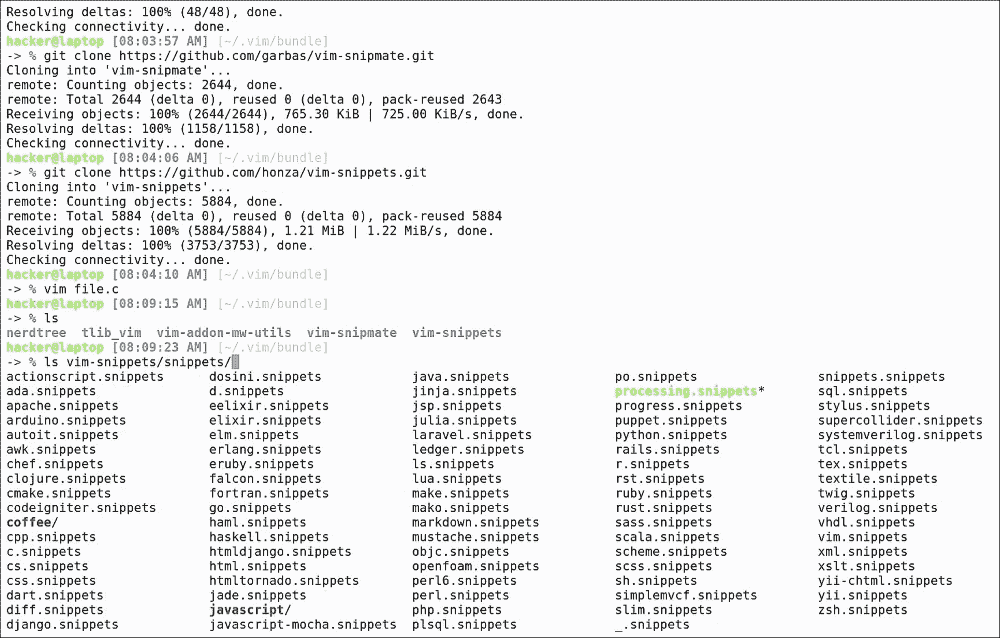 Resolving deltas: 100% (48/48), done.
Checking connectivity... done.
hacker@laptop [08:03:57 AM] [~/.vim/bundle]
-> % git clone https://github.com/garbas/vim-snipmate.git
Cloning into 'vim-snipmate'...
remote: Counting objects: 2644, done.
remote: Total 2644 (delta 0), reused 0 (delta 0), pack-reused 2643
Receiving objects: 100% (2644/2644), 765.30 KiB | 725.00 KiB/s, done.
Resolving deltas: 100% (1158/1158), done.
Checking connectivity... done.
hacker@laptop [08:04:06 AM] [~/.vim/bundle]
-> % git clone https://github.com/honza/vim-snippets.git
Cloning into 'vim-snippets'...
remote: Counting objects: 5884, done.
remote: Total 5884 (delta 0), reused 0 (delta 0), pack-reused 5884
Receiving objects: 100% (5884/5884), 1.21 MiB | 1.22 MiB/s, done.
Resolving deltas: 100% (3753/3753), done.
Checking connectivity... done.
hacker@laptop [08:04:10 AM] [~/.vim/bundle]
-> % vim file.c
hacker@laptop [08:09:15 AM] [~/.vim/bundle]
-> % ls
nerdtree  tlib_vim  vim-addon-mw-utils  vim-snipmate  vim-snippets
hacker@laptop [08:09:23 AM] [~/.vim/bundle]
-> % ls vim-snippets/snippets/
actionscript.snippets  dosini.snippets  java.snippets  po.snippets  snippets.snippets
ada.snippets  d.snippets  jinja.snippets  processing.snippets*  sql.snippets
apache.snippets  eelixir.snippets  jsp.snippets  progress.snippets  stylus.snippets
arduino.snippets  elixir.snippets  julia.snippets  puppet.snippets  supercollider.snippets
autoit.snippets  elm.snippets  laravel.snippets  python.snippets  systemverilog.snippets
awk.snippets  erlang.snippets  ledger.snippets  rails.snippets  tcl.snippets
chef.snippets  eruby.snippets  ls.snippets  r.snippets  tex.snippets
clojure.snippets  falcon.snippets  lua.snippets  rst.snippets  textile.snippets
cmake.snippets  fortran.snippets  make.snippets  ruby.snippets  twig.snippets
codeigniter.snippets  go.snippets  mako.snippets  rust.snippets  verilog.snippets
coffee/  haml.snippets  markdown.snippets  sass.snippets  vhdl.snippets
cpp.snippets  haskell.snippets  mustache.snippets  scala.snippets  vim.snippets
c.snippets  htmldjango.snippets  objc.snippets  scheme.snippets  xml.snippets
cs.snippets  html.snippets  openfoam.snippets  scss.snippets  xslt.snippets
css.snippets  htmltornado.snippets  perl6.snippets  sh.snippets  yii-chtml.snippets
dart.snippets  jade.snippets  perl.snippets  simplemvcf.snippets  yii.snippets
diff.snippets  javascript/  php.snippets  slim.snippets  zsh.snippets
django.snippets  javascript-mocha.snippets  plsql.snippets  _.snippets